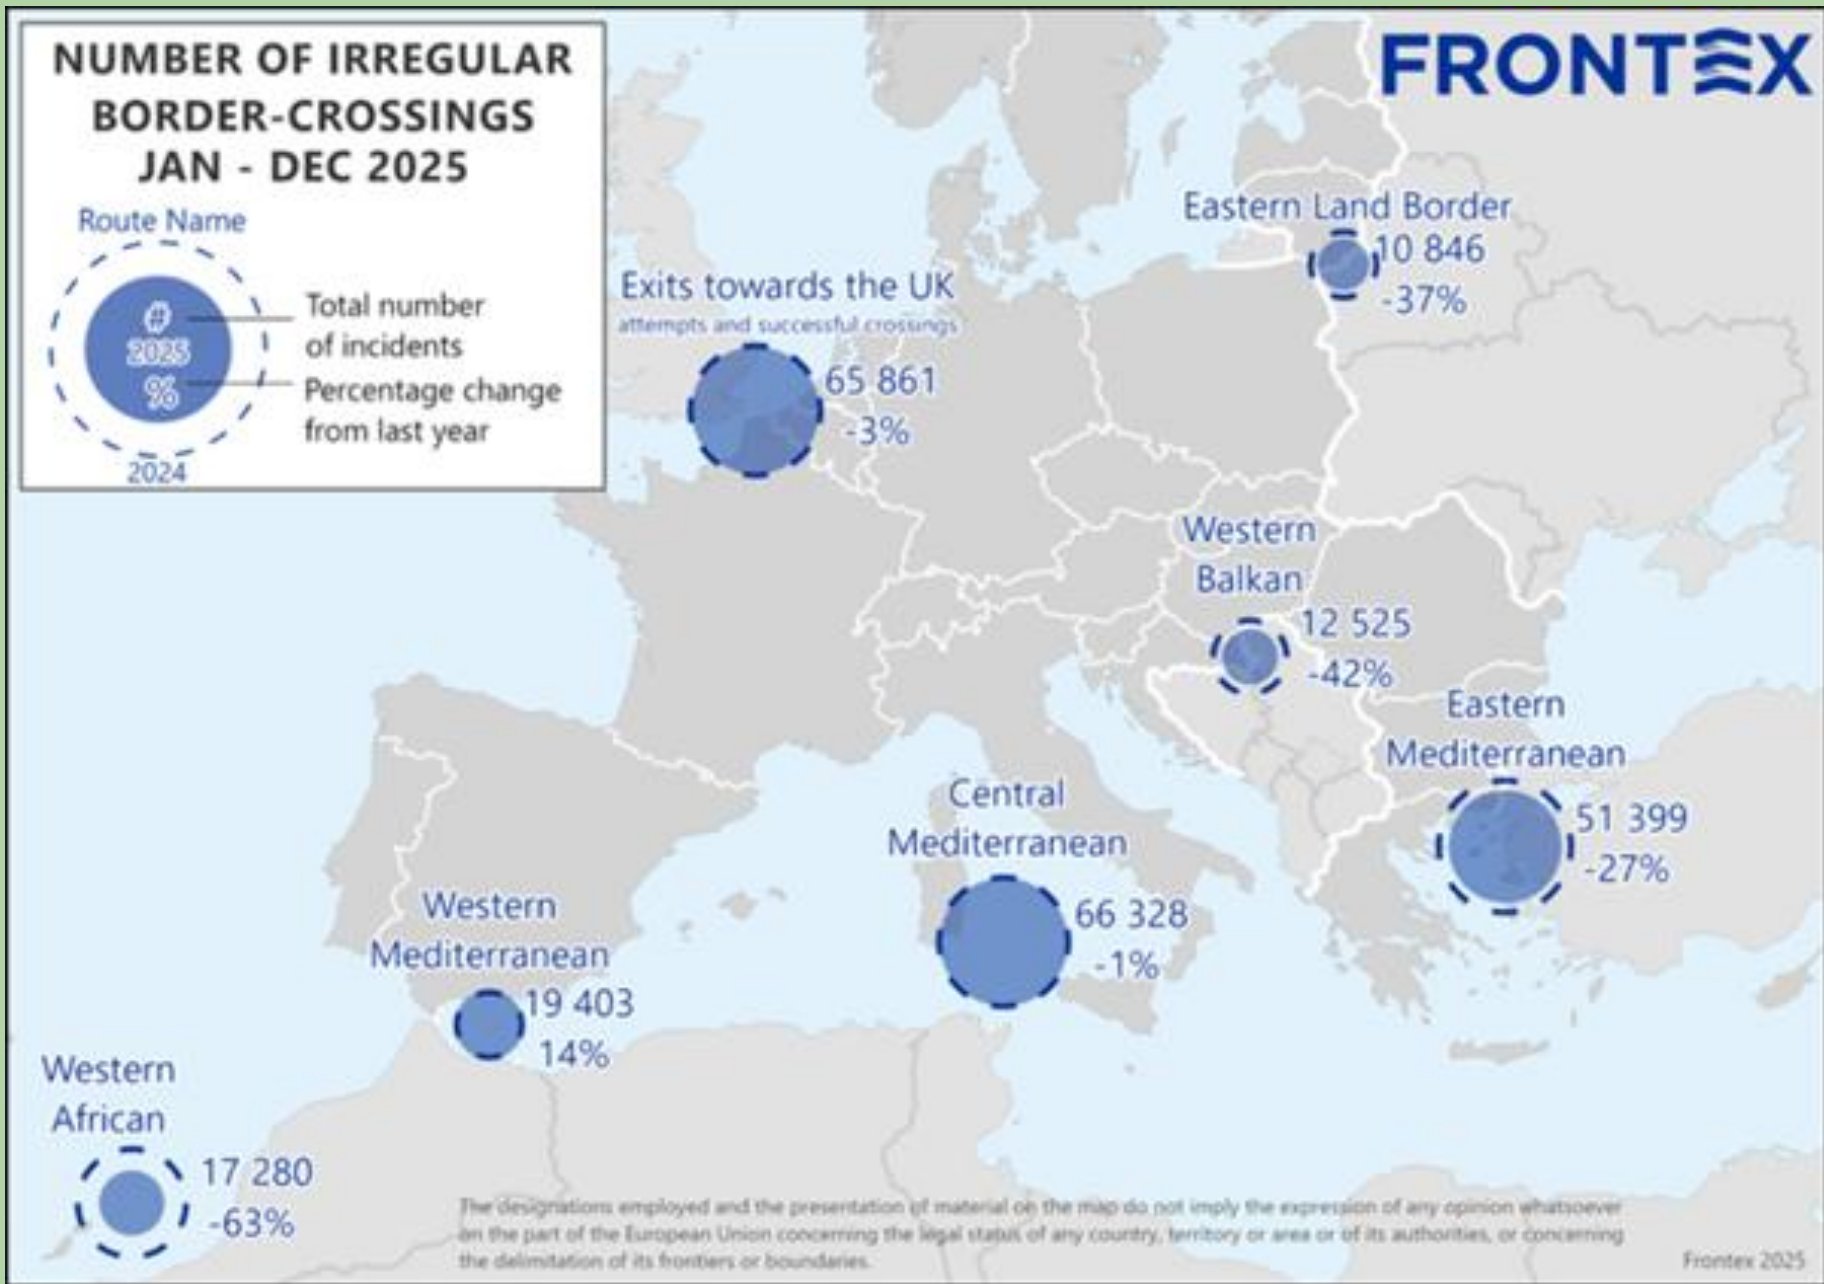 NUMBER OF IRREGULAR
BORDER-CROSSINGS
JAN - DEC 2025
Route Name
#
2025
%
Total number
of incidents
Percentage change
from last year
2024
FRONTEX
Eastern Land Border
10 846
-37%
Exits towards the UK
attempts and successful crossings
65 861
-3%
Western
Balkan
12 525
-42%
Eastern
Mediterranean
51 399
-27%
Central
Mediterranean
66 328
-1%
Western
Mediterranean
19 403
14%
Western
African
17 280
-63%
The designations employed and the presentation of material on the map do not imply the expression of any opinion whatsoever
on the part of the European Union concerning the legal status of any country, territory or area or of its authorities, or concerning
the delimitation of its frontiers or boundaries.
Frontex 2025